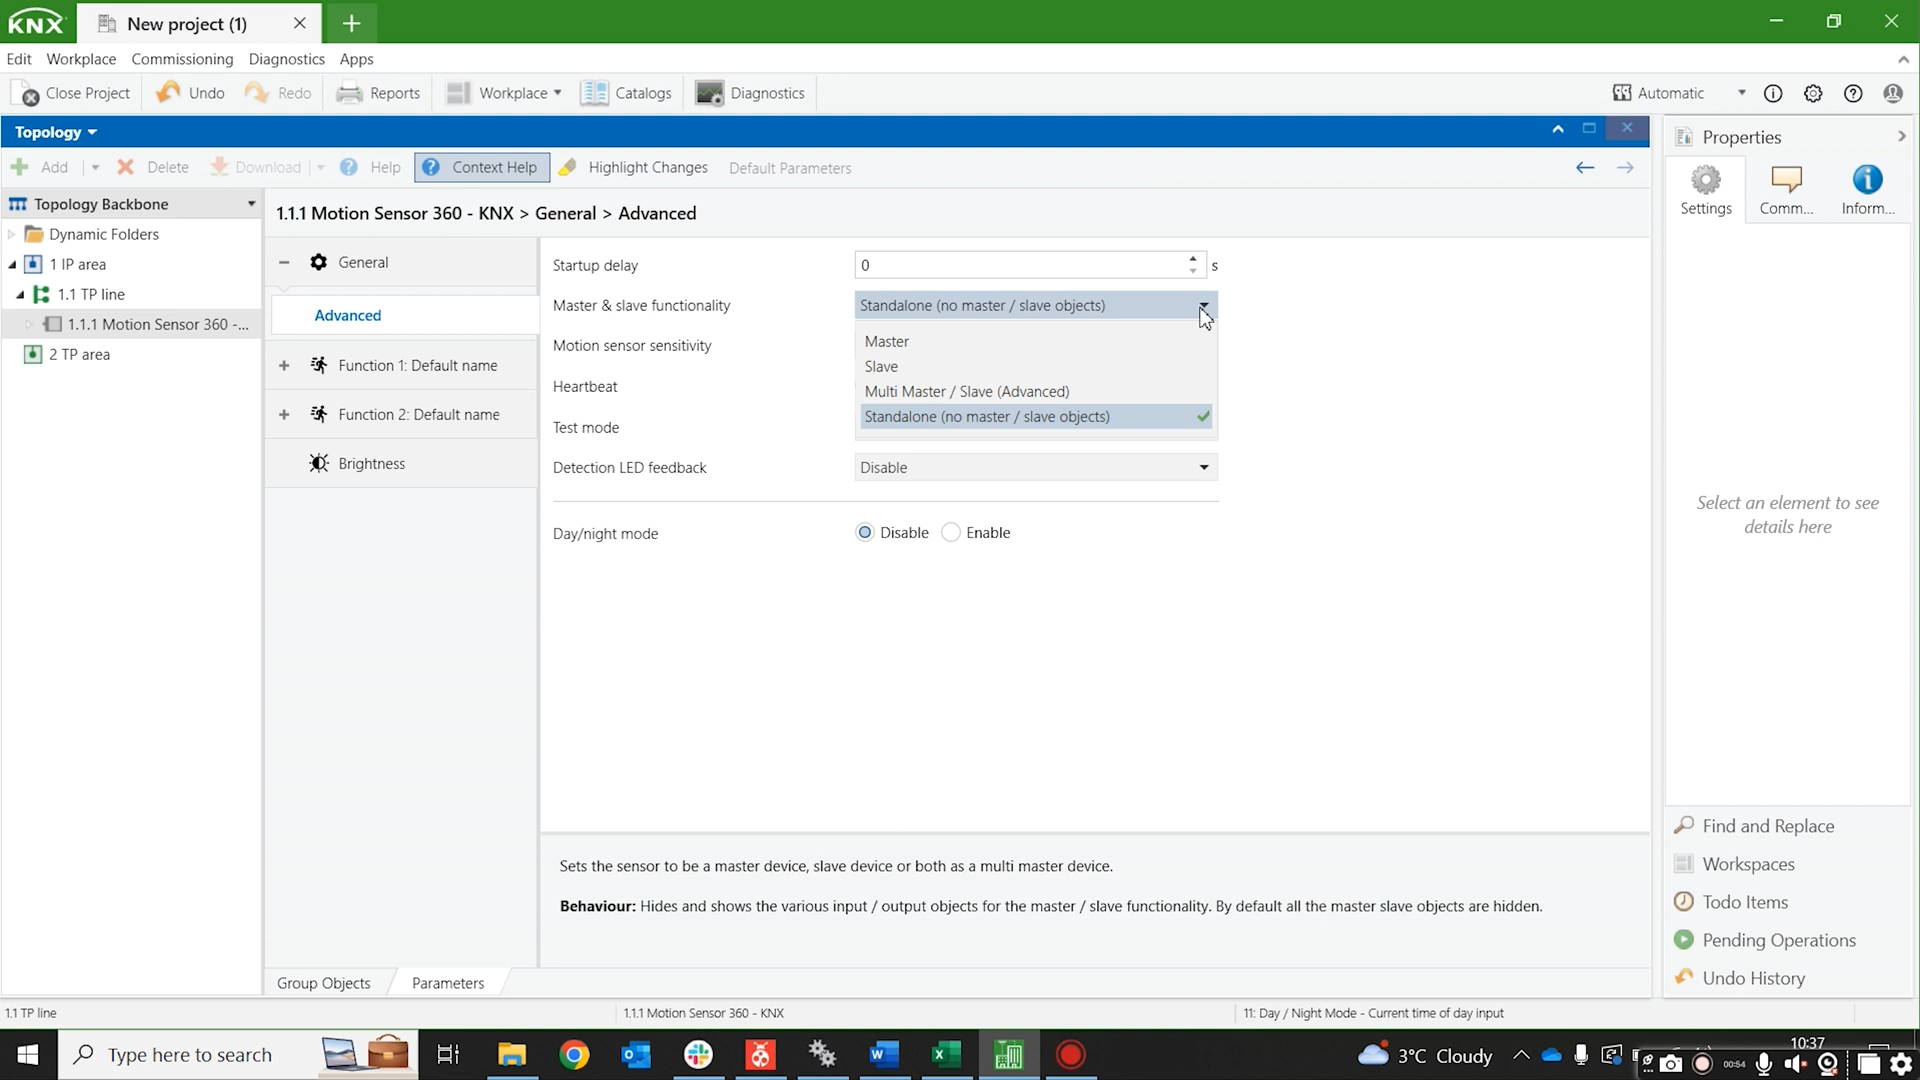 KNX New project (1)
Edit Workplace Commissioning Diagnostics Apps
Close Project Undo Redo Reports Workplace Catalogs Diagnostics Automatic
Topology
Add Delete Download Help Context Help Highlight Changes Default Parameters
Topology Backbone
Dynamic Folders
1 IP area
1.1 TP line
1.1.1 Motion Sensor 360 -...
2 TP area
1.1.1 Motion Sensor 360 - KNX > General > Advanced
General
Advanced
Function 1: Default name
Function 2: Default name
Brightness
Startup delay 0 s
Master & slave functionality Standalone (no master / slave objects)
Master
Slave
Multi Master / Slave (Advanced)
Standalone (no master / slave objects)
Motion sensor sensitivity
Heartbeat
Test mode
Detection LED feedback Disable
Day/night mode Disable Enable
Sets the sensor to be a master device, slave device or both as a multi master device.
Behaviour: Hides and shows the various input / output objects for the master / slave functionality. By default all the master slave objects are hidden.
Group Objects Parameters
Properties
Settings Comm... Inform...
Select an element to see
details here
Find and Replace
Workspaces
Todo Items
Pending Operations
Undo History
1.1 TP line 1.1.1 Motion Sensor 360 - KNX 11: Day / Night Mode - Current time of day input
Type here to search 3°C Cloudy 10:37
00:54